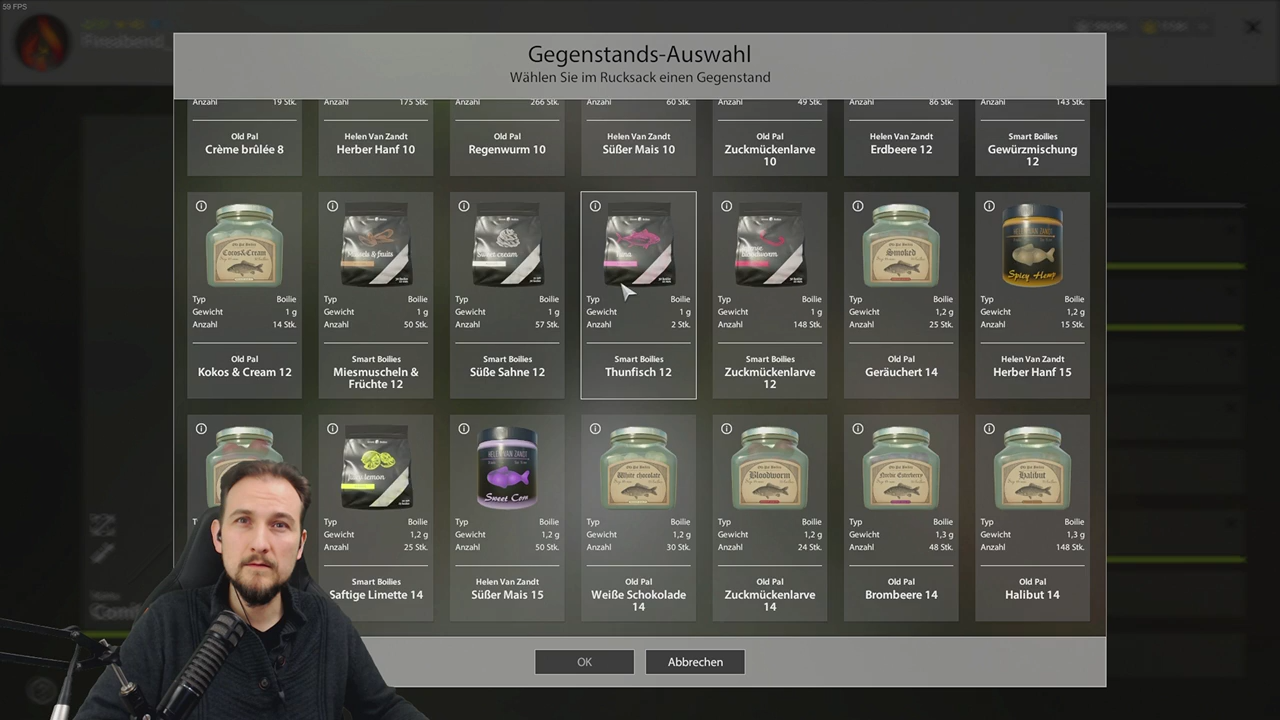 59 FPS
Gegenstands-Auswahl
Wählen Sie im Rucksack einen Gegenstand
Anzahl 19 Stk. Anzahl 175 Stk. Anzahl 266 Stk. Anzahl 60 Stk. Anzahl 49 Stk. Anzahl 86 Stk. Anzahl 143 Stk.
Old Pal Helen Van Zandt Old Pal Helen Van Zandt Old Pal Helen Van Zandt Smart Boilies
Crème brûlée 8 Herber Hanf 10 Regenwurm 10 Süßer Mais 10 Zuckmückenlarve Erdbeere 12 Gewürzmischung
10 12
Cocos & Cream Smoked HELEN VAN ZANDT
Spicy Hemp
Typ Boilie Typ Boilie Typ Boilie Typ Boilie Typ Boilie Typ Boilie Typ Boilie
Gewicht 1 g Gewicht 1 g Gewicht 1 g Gewicht 1 g Gewicht 1 g Gewicht 1,2 g Gewicht 1,2 g
Anzahl 14 Stk. Anzahl 50 Stk. Anzahl 57 Stk. Anzahl 2 Stk. Anzahl 148 Stk. Anzahl 25 Stk. Anzahl 15 Stk.
Old Pal Smart Boilies Smart Boilies Smart Boilies Smart Boilies Old Pal Helen Van Zandt
Kokos & Cream 12 Miesmuscheln & Süße Sahne 12 Thunfisch 12 Zuckmückenlarve Geräuchert 14 Herber Hanf 15
Früchte 12 12
HELEN VAN ZANDT White chocolate Bloodworm Halibut
Sweet Corn
Typ Boilie Typ Boilie Typ Boilie Typ Boilie Typ Boilie Typ Boilie
Gewicht 1,2 g Gewicht 1,2 g Gewicht 1,2 g Gewicht 1,2 g Gewicht 1,3 g Gewicht 1,3 g
Anzahl 25 Stk. Anzahl 50 Stk. Anzahl 30 Stk. Anzahl 24 Stk. Anzahl 48 Stk. Anzahl 148 Stk.
Smart Boilies Helen Van Zandt Old Pal Old Pal Old Pal Old Pal
Saftige Limette 14 Süßer Mais 15 Weiße Schokolade Zuckmückenlarve Brombeere 14 Halibut 14
14 14
OK Abbrechen